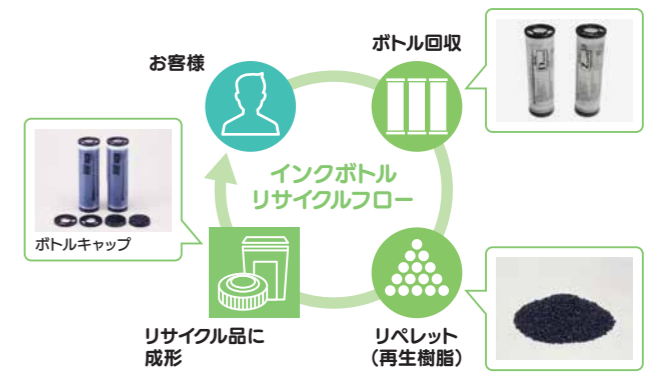 お客様
ボトル回収
インクボトル
リサイクルフロー
ボトルキャップ
リサイクル品に
成形
リペレット
（再生樹脂）